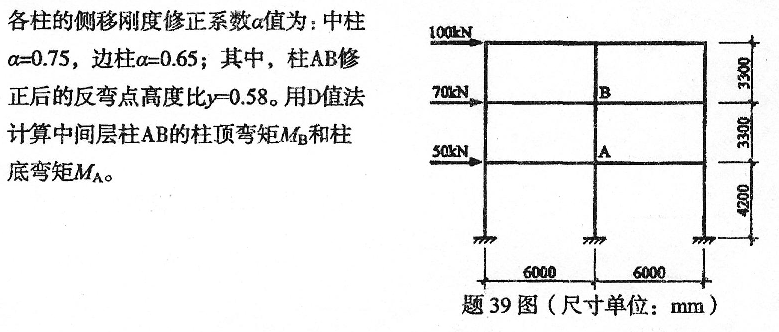 各柱的侧移刚度修正系数α值为：中柱
α=0.75，边柱α=0.65；其中，柱AB修
正后的反弯点高度比y=0.58。用D值法
计算中间层柱AB的柱顶弯矩MB和柱
底弯矩MA。
100kN
70kN
B
50kN
A
3300
3300
4200
6000
6000
题39图（尺寸单位：mm）